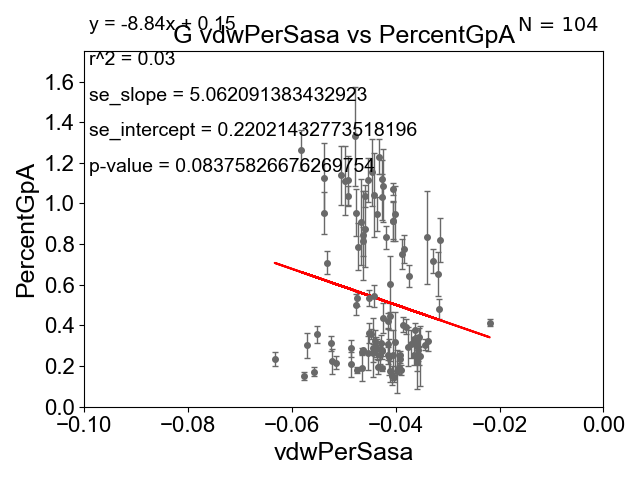 y = -8.84x + 0.15
N = 104
G vdwPerSasa vs PercentGpA
r^2 = 0.03
se_slope = 5.062091383432923
se_intercept = 0.22021432773518196
p-value = 0.08375826676269754
PercentGpA
1.6
1.4
1.2
1.0
0.8
0.6
0.4
0.2
0.0
−0.10
−0.08
−0.06
−0.04
−0.02
0.00
vdwPerSasa